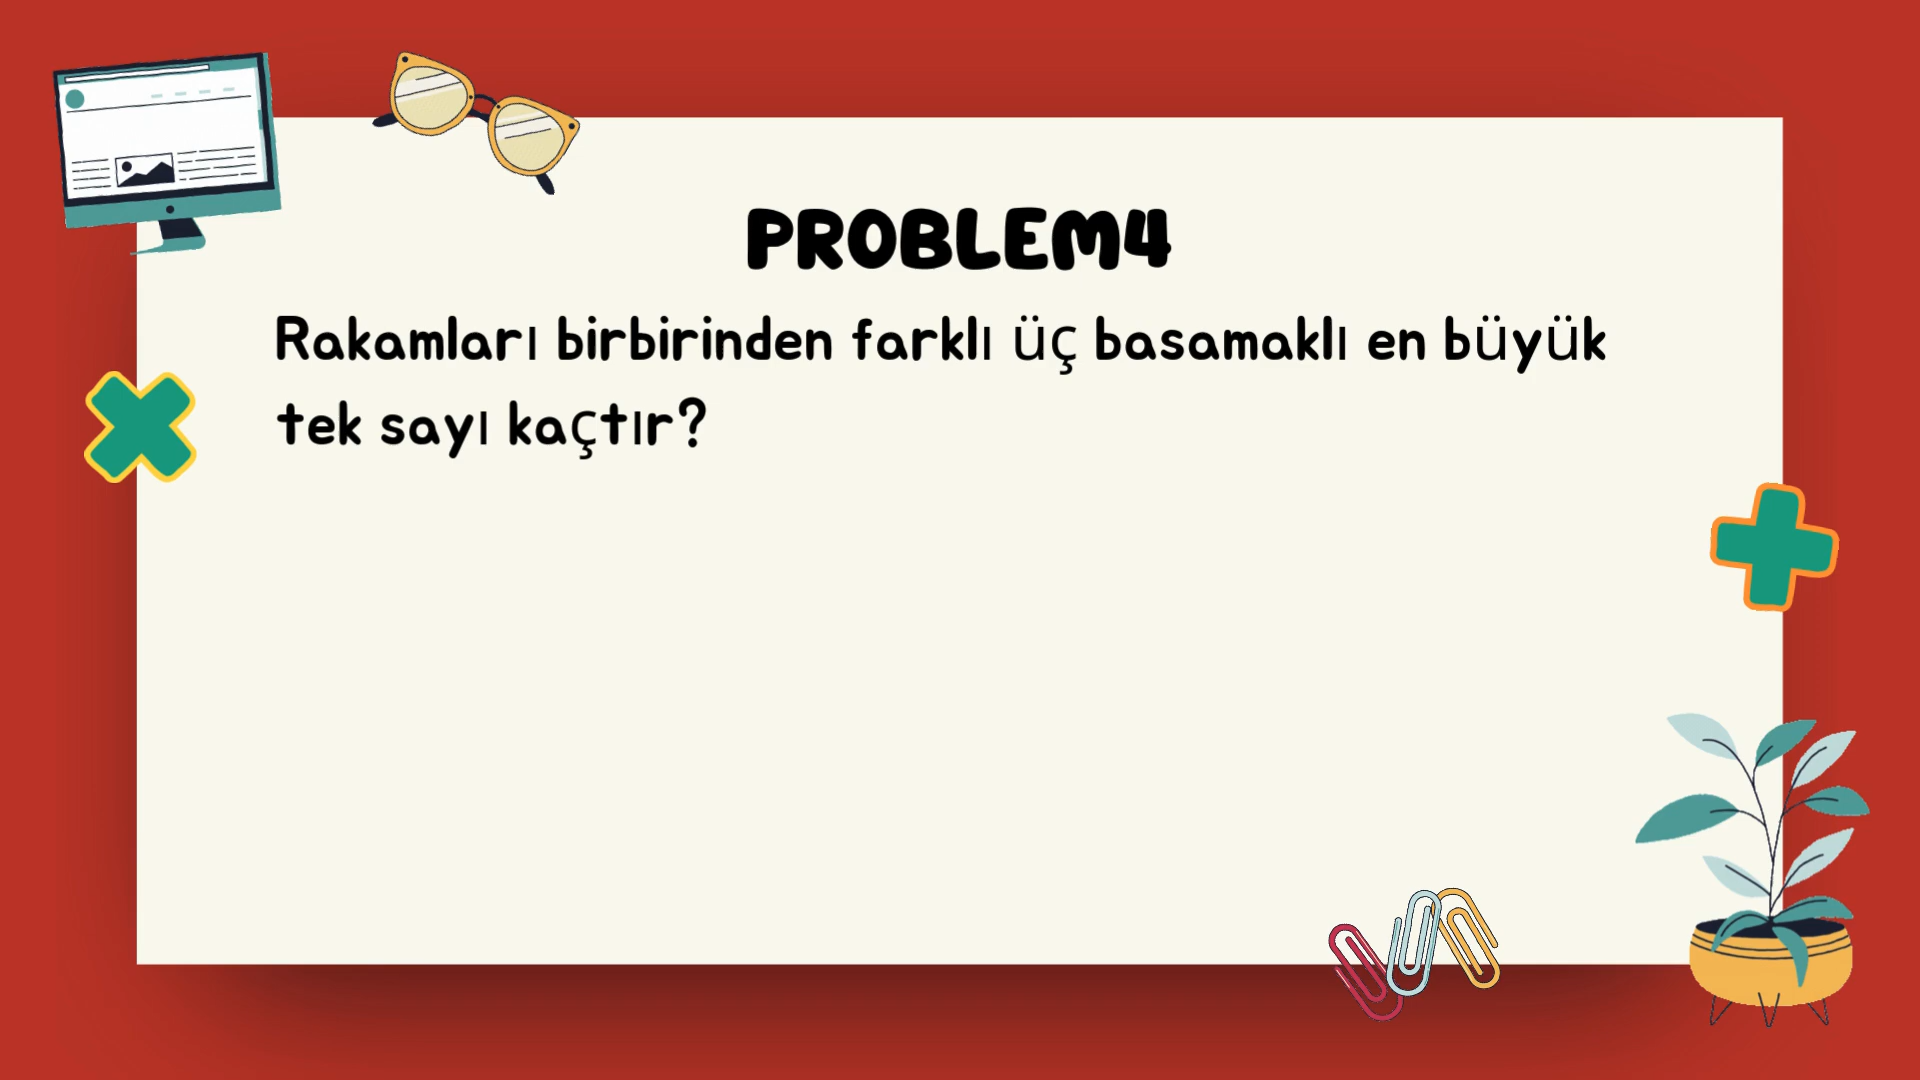 PROBLEM4
Rakamları birbirinden farklı üç basamaklı en büyük
tek sayı kaçtır?